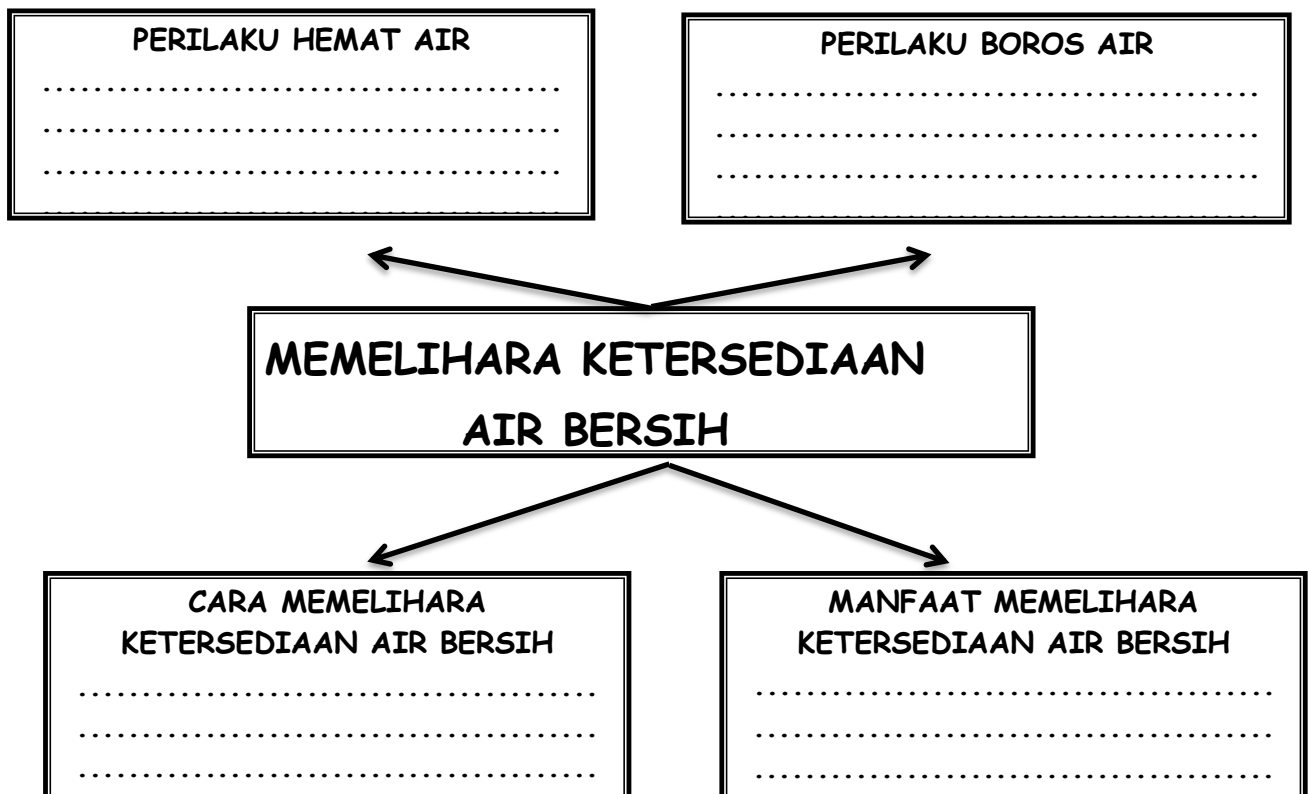 PERILAKU HEMAT AIR
.........................................
.........................................
.........................................
.........................................
PERILAKU BOROS AIR
...........................................
...........................................
...........................................
...........................................
MEMELIHARA KETERSEDIAAN
AIR BERSIH
CARA MEMELIHARA
KETERSEDIAAN AIR BERSIH
.........................................
.........................................
.........................................
MANFAAT MEMELIHARA
KETERSEDIAAN AIR BERSIH
.........................................
.........................................
.........................................